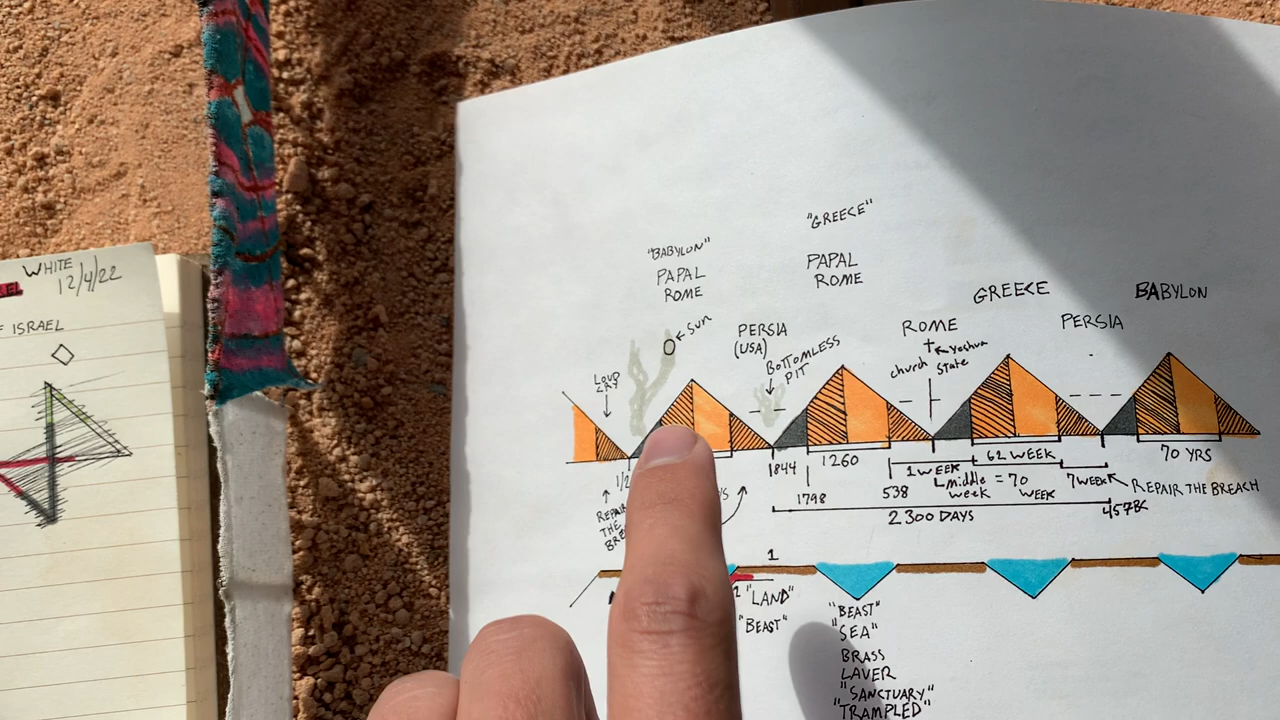 WHITE
12/4/22
ISRAEL
"GREECE"
"BABYLON"
PAPAL
ROME
PAPAL
ROME
GREECE
BABYLON
SUN
PERSIA
(USA)
BOTTOMLESS
PIT
ROME
Yoshua
church
state
PERSIA
LOUD
CRY
1844
1260
1798
538
1 WEEK
62 WEEK
7 WEEK
middle = 70
week WEEK
70 YRS
REPAIR THE BREACH
457BC
2300 DAYS
1/2
REPAIR
THE
1
"LAND"
"BEAST"
"BEAST"
"SEA"
BRASS
LAVER
"SANCTUARY"
"TRAMPLED"